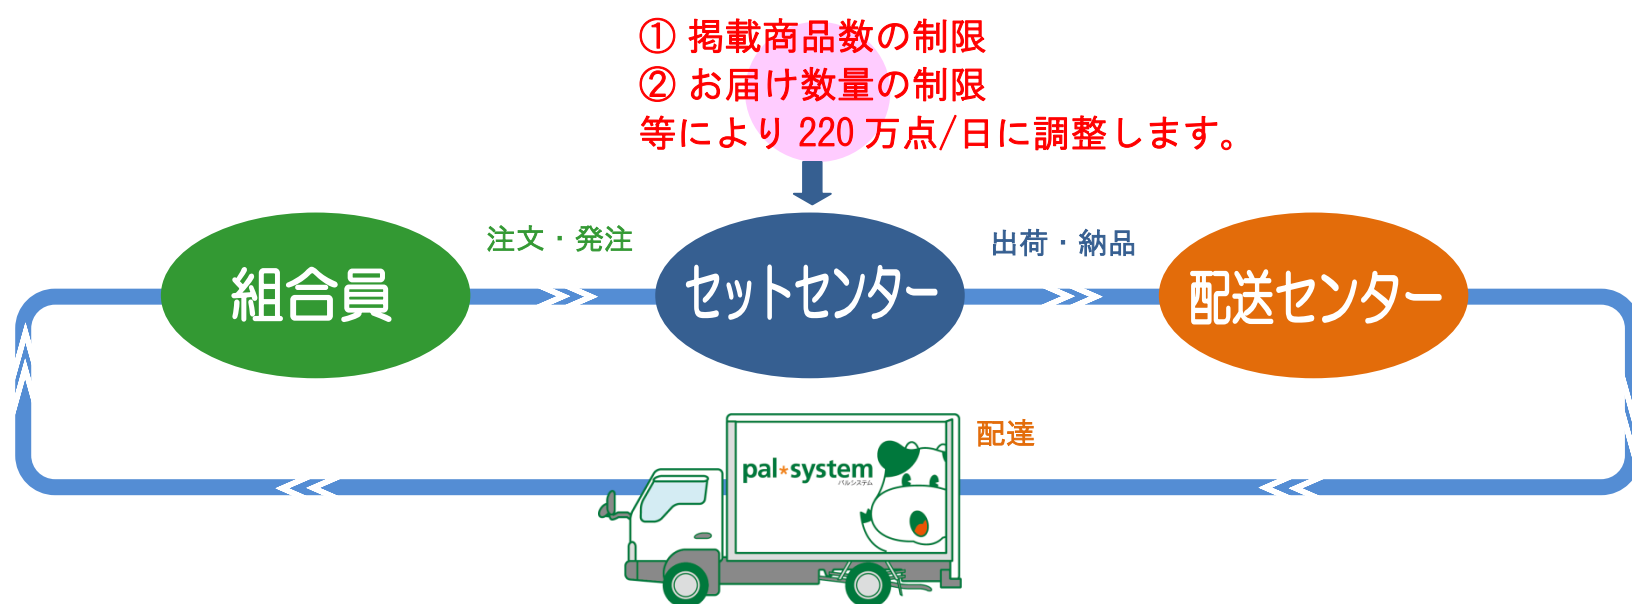 ① 掲載商品数の制限
② お届け数量の制限
等により 220 万点/日に調整します。
注文・発注
出荷・納品
組合員
セットセンター
配送センター
配達
pal*system
パルシステム